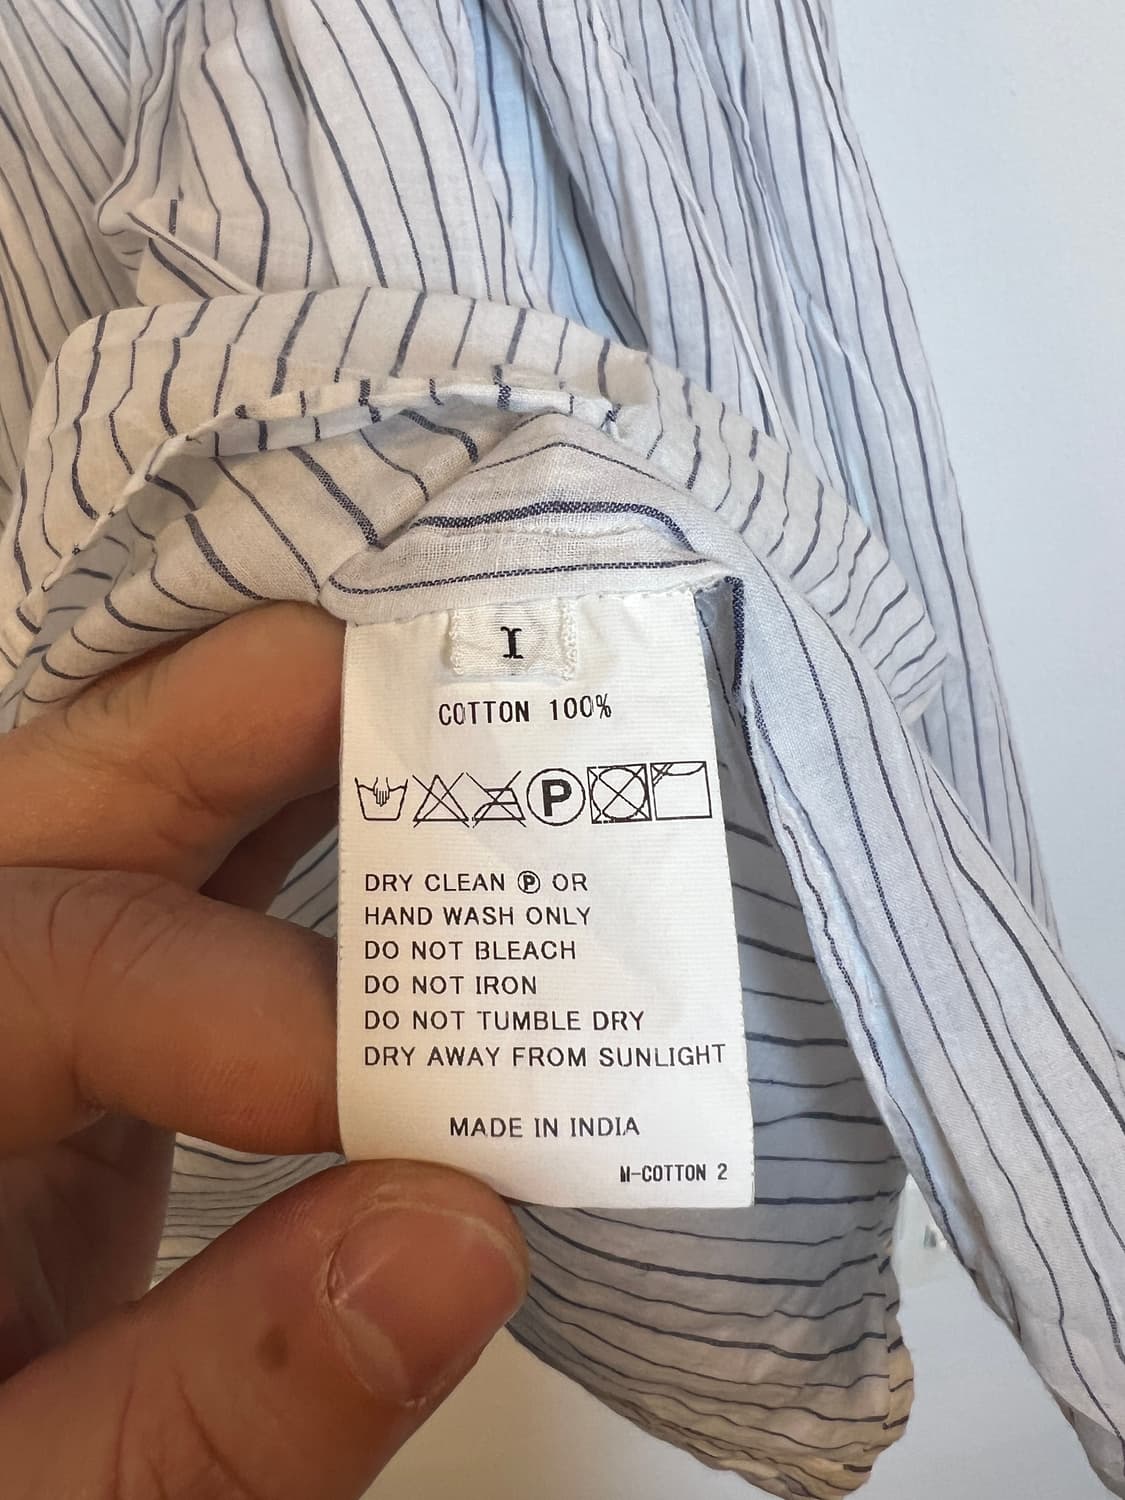 I
COTTON 100%
P
DRY CLEAN Ⓟ OR
HAND WASH ONLY
DO NOT BLEACH
DO NOT IRON
DO NOT TUMBLE DRY
DRY AWAY FROM SUNLIGHT
MADE IN INDIA
M-COTTON 2